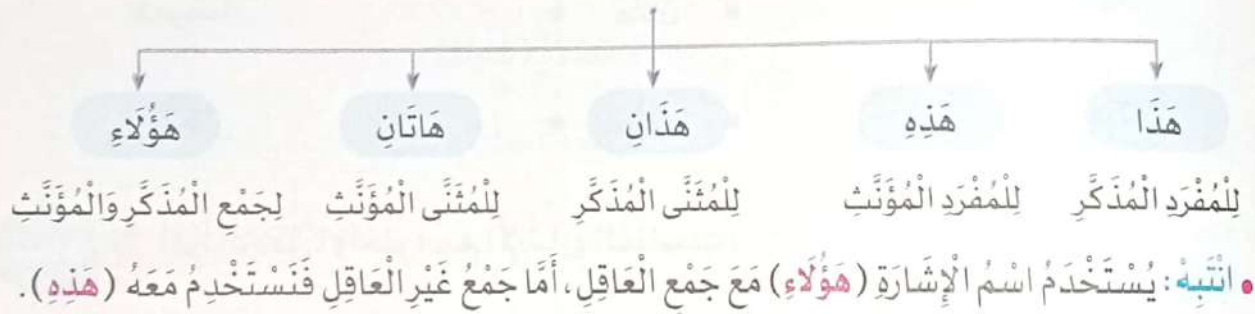 هَذَا هَذِهِ هَذَانِ هَاتَانِ هَؤُلَاءِ
لِلْمُفْرَدِ الْمُذَكَّرِ لِلْمُفْرَدِ الْمُؤَنَّثِ لِلْمُثَنَّى الْمُذَكَّرِ لِلْمُثَنَّى الْمُؤَنَّثِ لِجَمْعِ الْمُذَكَّرِ وَالْمُؤَنَّثِ
• انْتَبِهْ: يُسْتَخْدَمُ اسْمُ الْإِشَارَةِ (هَؤُلَاءِ) مَعَ جَمْعِ الْعَاقِلِ، أَمَّا جَمْعُ غَيْرِ الْعَاقِلِ فَنَسْتَخْدِمُ مَعَهُ (هَذِهِ).